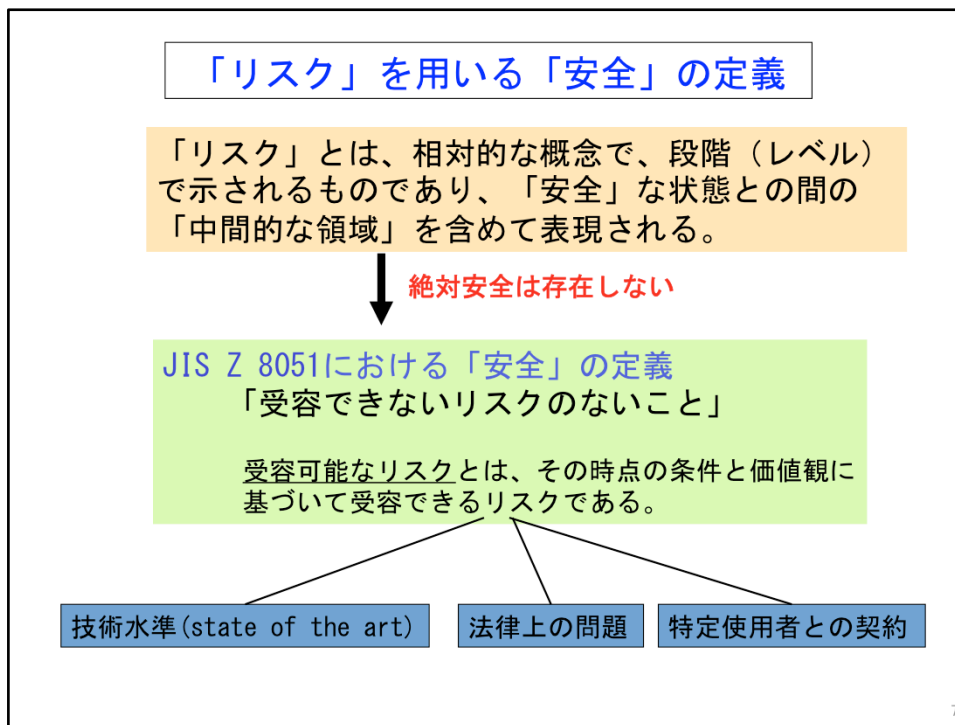 「リスク」を用いる「安全」の定義
「リスク」とは、相対的な概念で、段階（レベル）
で示されるものであり、「安全」な状態との間の
「中間的な領域」を含めて表現される。
絶対安全は存在しない
JIS Z 8051における「安全」の定義
「受容できないリスクのないこと」
受容可能なリスクとは、その時点の条件と価値観に
基づいて受容できるリスクである。
技術水準(state of the art)
法律上の問題
特定使用者との契約